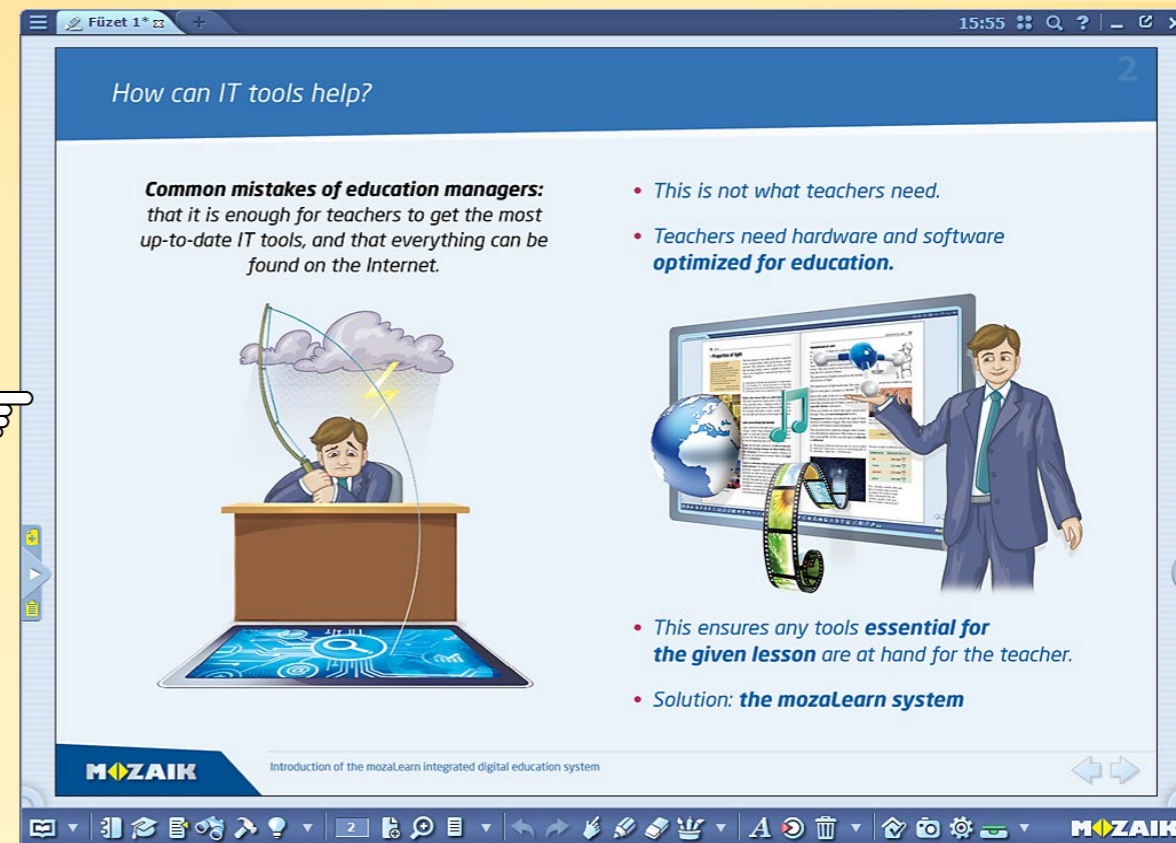 Füzet 1*
15:55
2
How can IT tools help?
Common mistakes of education managers:
that it is enough for teachers to get the most
up-to-date IT tools, and that everything can be
found on the Internet.
• This is not what teachers need.
• Teachers need hardware and software
optimized for education.
Properties of light
• This ensures any tools essential for
the given lesson are at hand for the teacher.
• Solution: the mozaLearn system
MOZAIK
Introduction of the mozaLearn integrated digital education system
2
A
MOZAIK